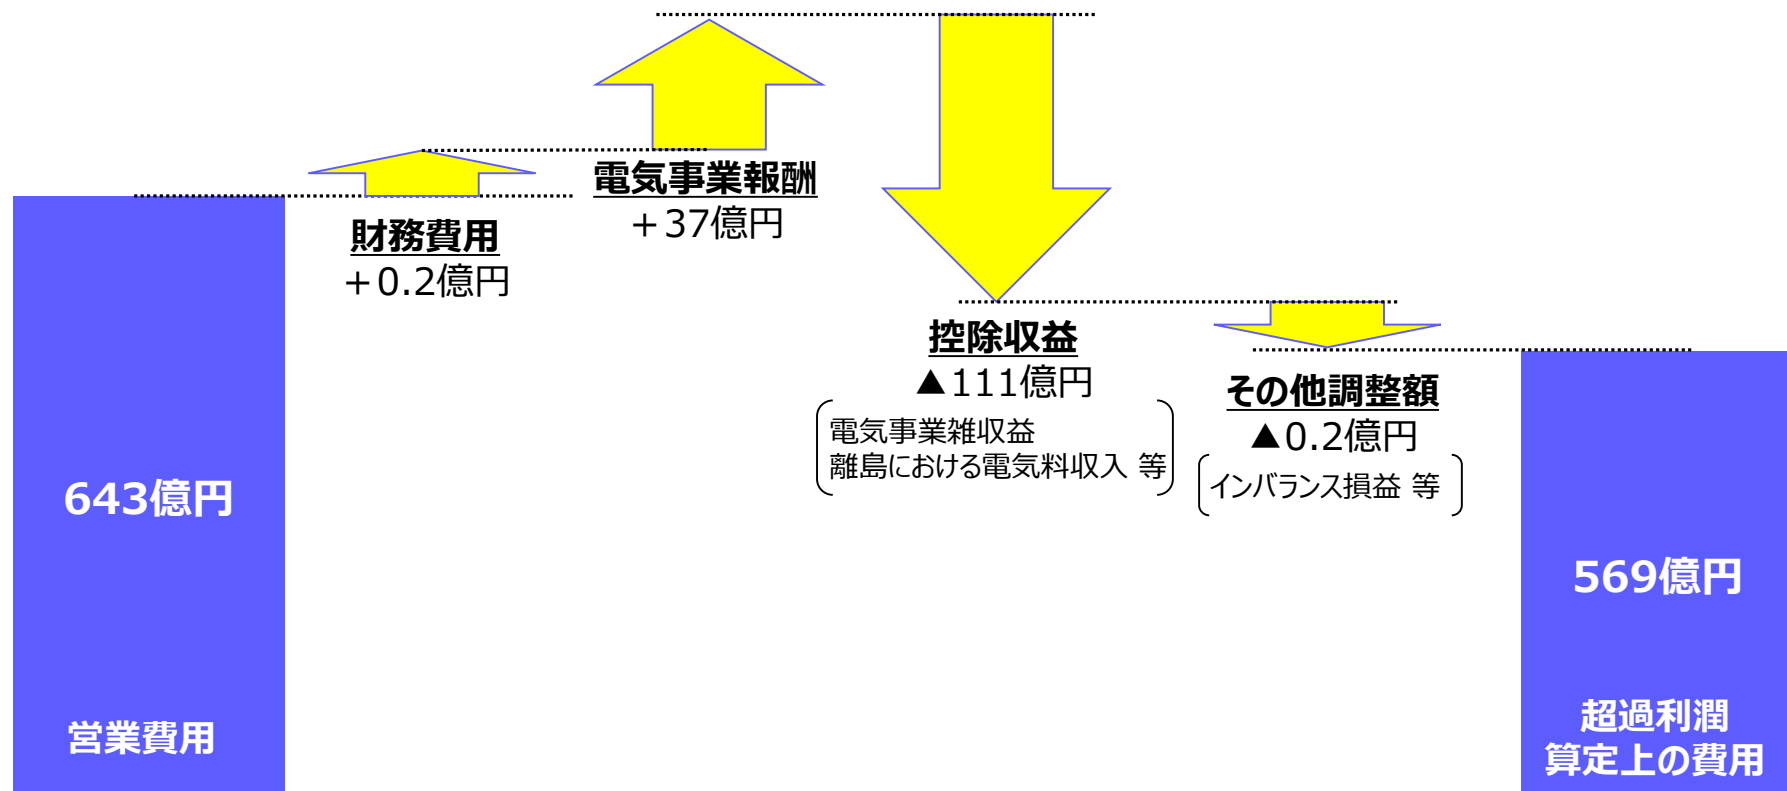 643億円
営業費用
財務費用
＋0.2億円
電気事業報酬
＋37億円
控除収益
▲111億円
電気事業雑収益
離島における電気料収入 等
その他調整額
▲0.2億円
インバランス損益 等
569億円
超過利潤
算定上の費用